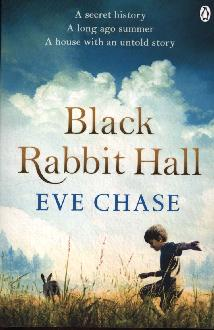 A secret history
A long ago summer
A house with an untold story
Black
Rabbit Hall
EVE CHASE